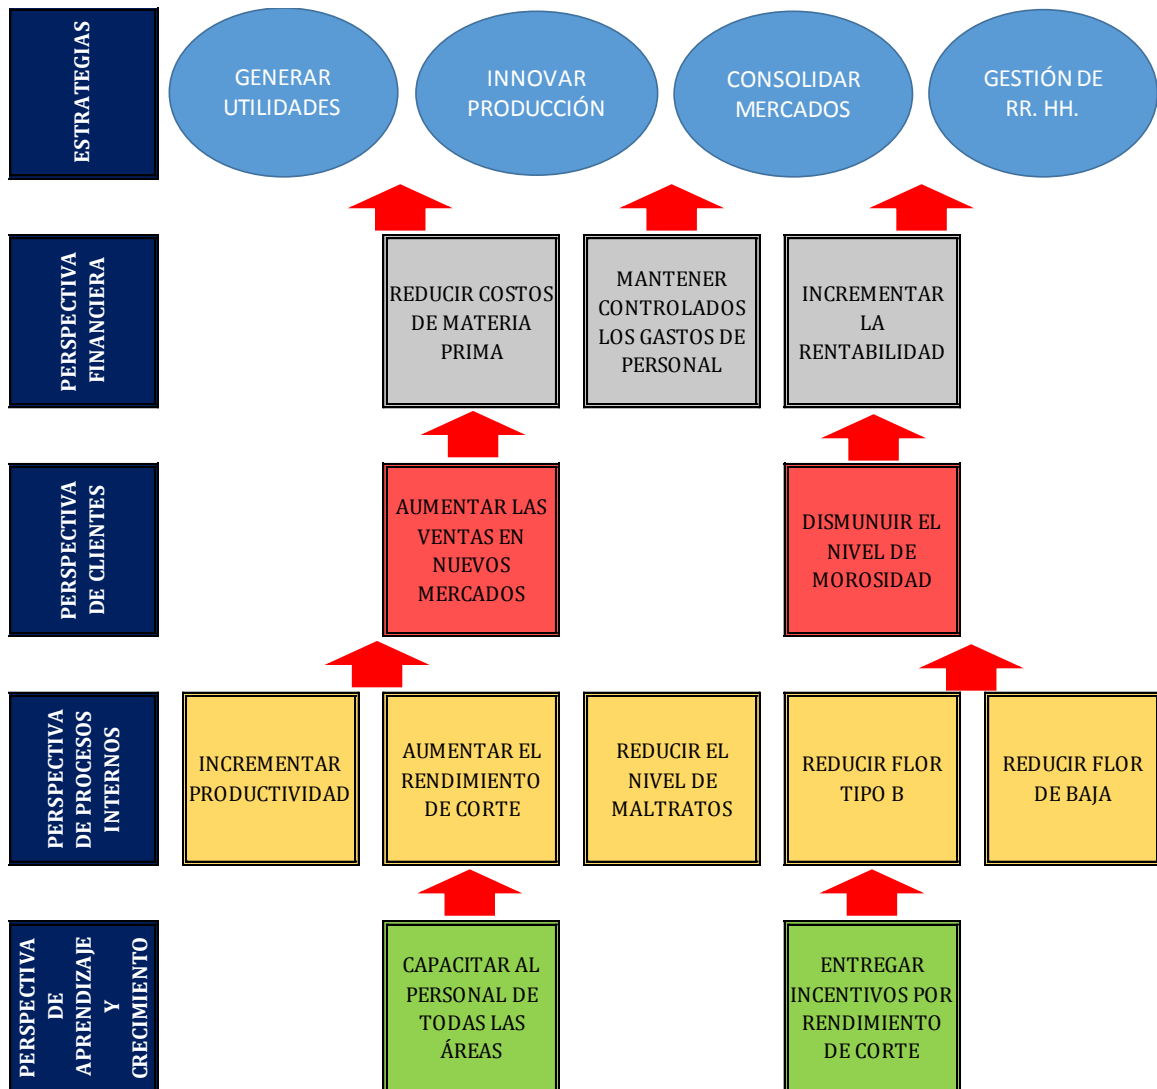 ESTRATEGIAS
GENERAR
UTILIDADES
INNOVAR
PRODUCCIÓN
CONSOLIDAR
MERCADOS
GESTIÓN DE
RR. HH.
PERSPECTIVA
FINANCIERA
REDUCIR COSTOS
DE MATERIA
PRIMA
MANTENER
CONTROLADOS
LOS GASTOS DE
PERSONAL
INCREMENTAR
LA
RENTABILIDAD
PERSPECTIVA
DE CLIENTES
AUMENTAR LAS
VENTAS EN
NUEVOS
MERCADOS
DISMUNUIR EL
NIVEL DE
MOROSIDAD
PERSPECTIVA
DE PROCESOS
INTERNOS
INCREMENTAR
PRODUCTIVIDAD
AUMENTAR EL
RENDIMIENTO
DE CORTE
REDUCIR EL
NIVEL DE
MALTRATOS
REDUCIR FLOR
TIPO B
REDUCIR FLOR
DE BAJA
PERSPECTIVA
DE
APRENDIZAJE
Y
CRECIMIENTO
CAPACITAR AL
PERSONAL DE
TODAS LAS
ÁREAS
ENTREGAR
INCENTIVOS POR
RENDIMIENTO
DE CORTE